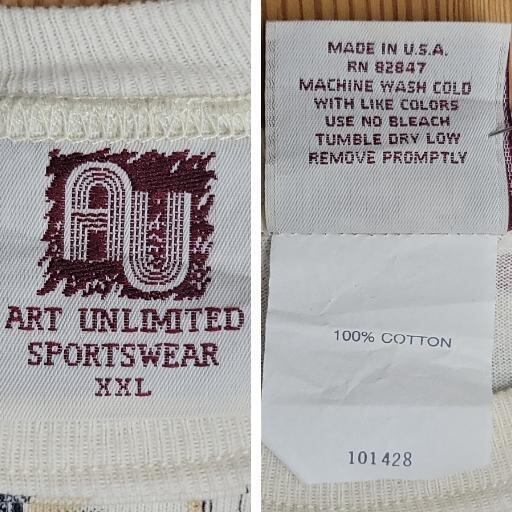 AU
ART UNLIMITED
SPORTSWEAR
XXL
MADE IN U.S.A.
RN 82847
MACHINE WASH COLD
WITH LIKE COLORS
USE NO BLEACH
TUMBLE DRY LOW
REMOVE PROMPTLY
100% COTTON
101428